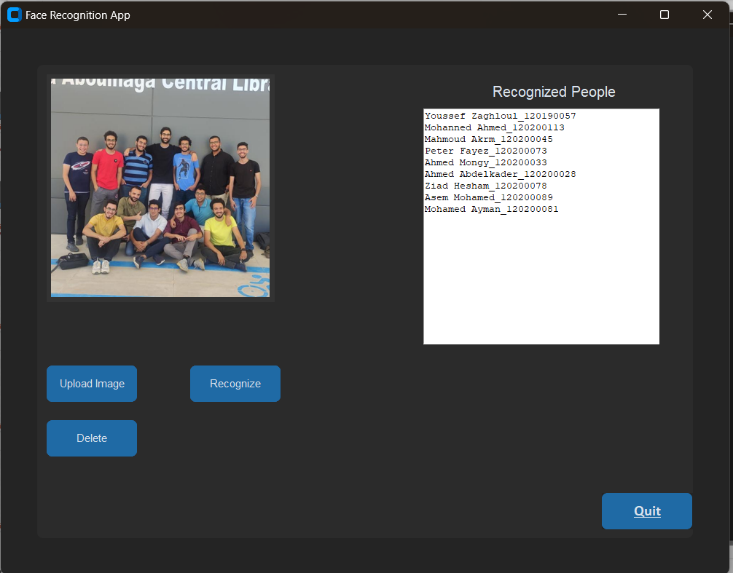 Face Recognition App
Abouinaga Central Libra
Recognized People
Youssef Zaghloul_120190057
Mohanned Ahmed_120200113
Mahmoud Akrm_120200045
Peter Fayez_120200073
Ahmed Mongy_120200033
Ahmed Abdelkader_120200028
Ziad Hesham_120200078
Asem Mohamed_120200089
Mohamed Ayman_120200081
Upload Image
Recognize
Delete
Quit